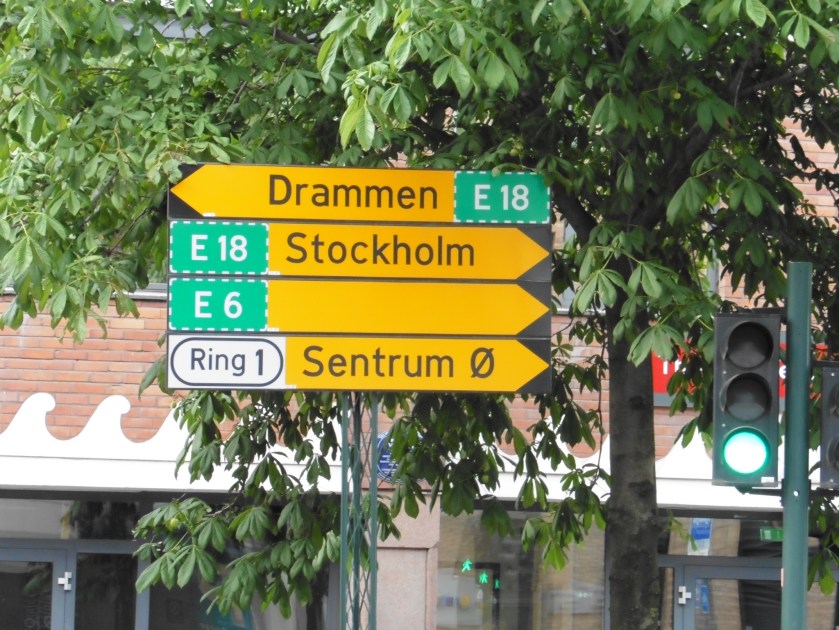 Drammen E 18
E 18 Stockholm
E 6
Ring 1 Sentrum Ø